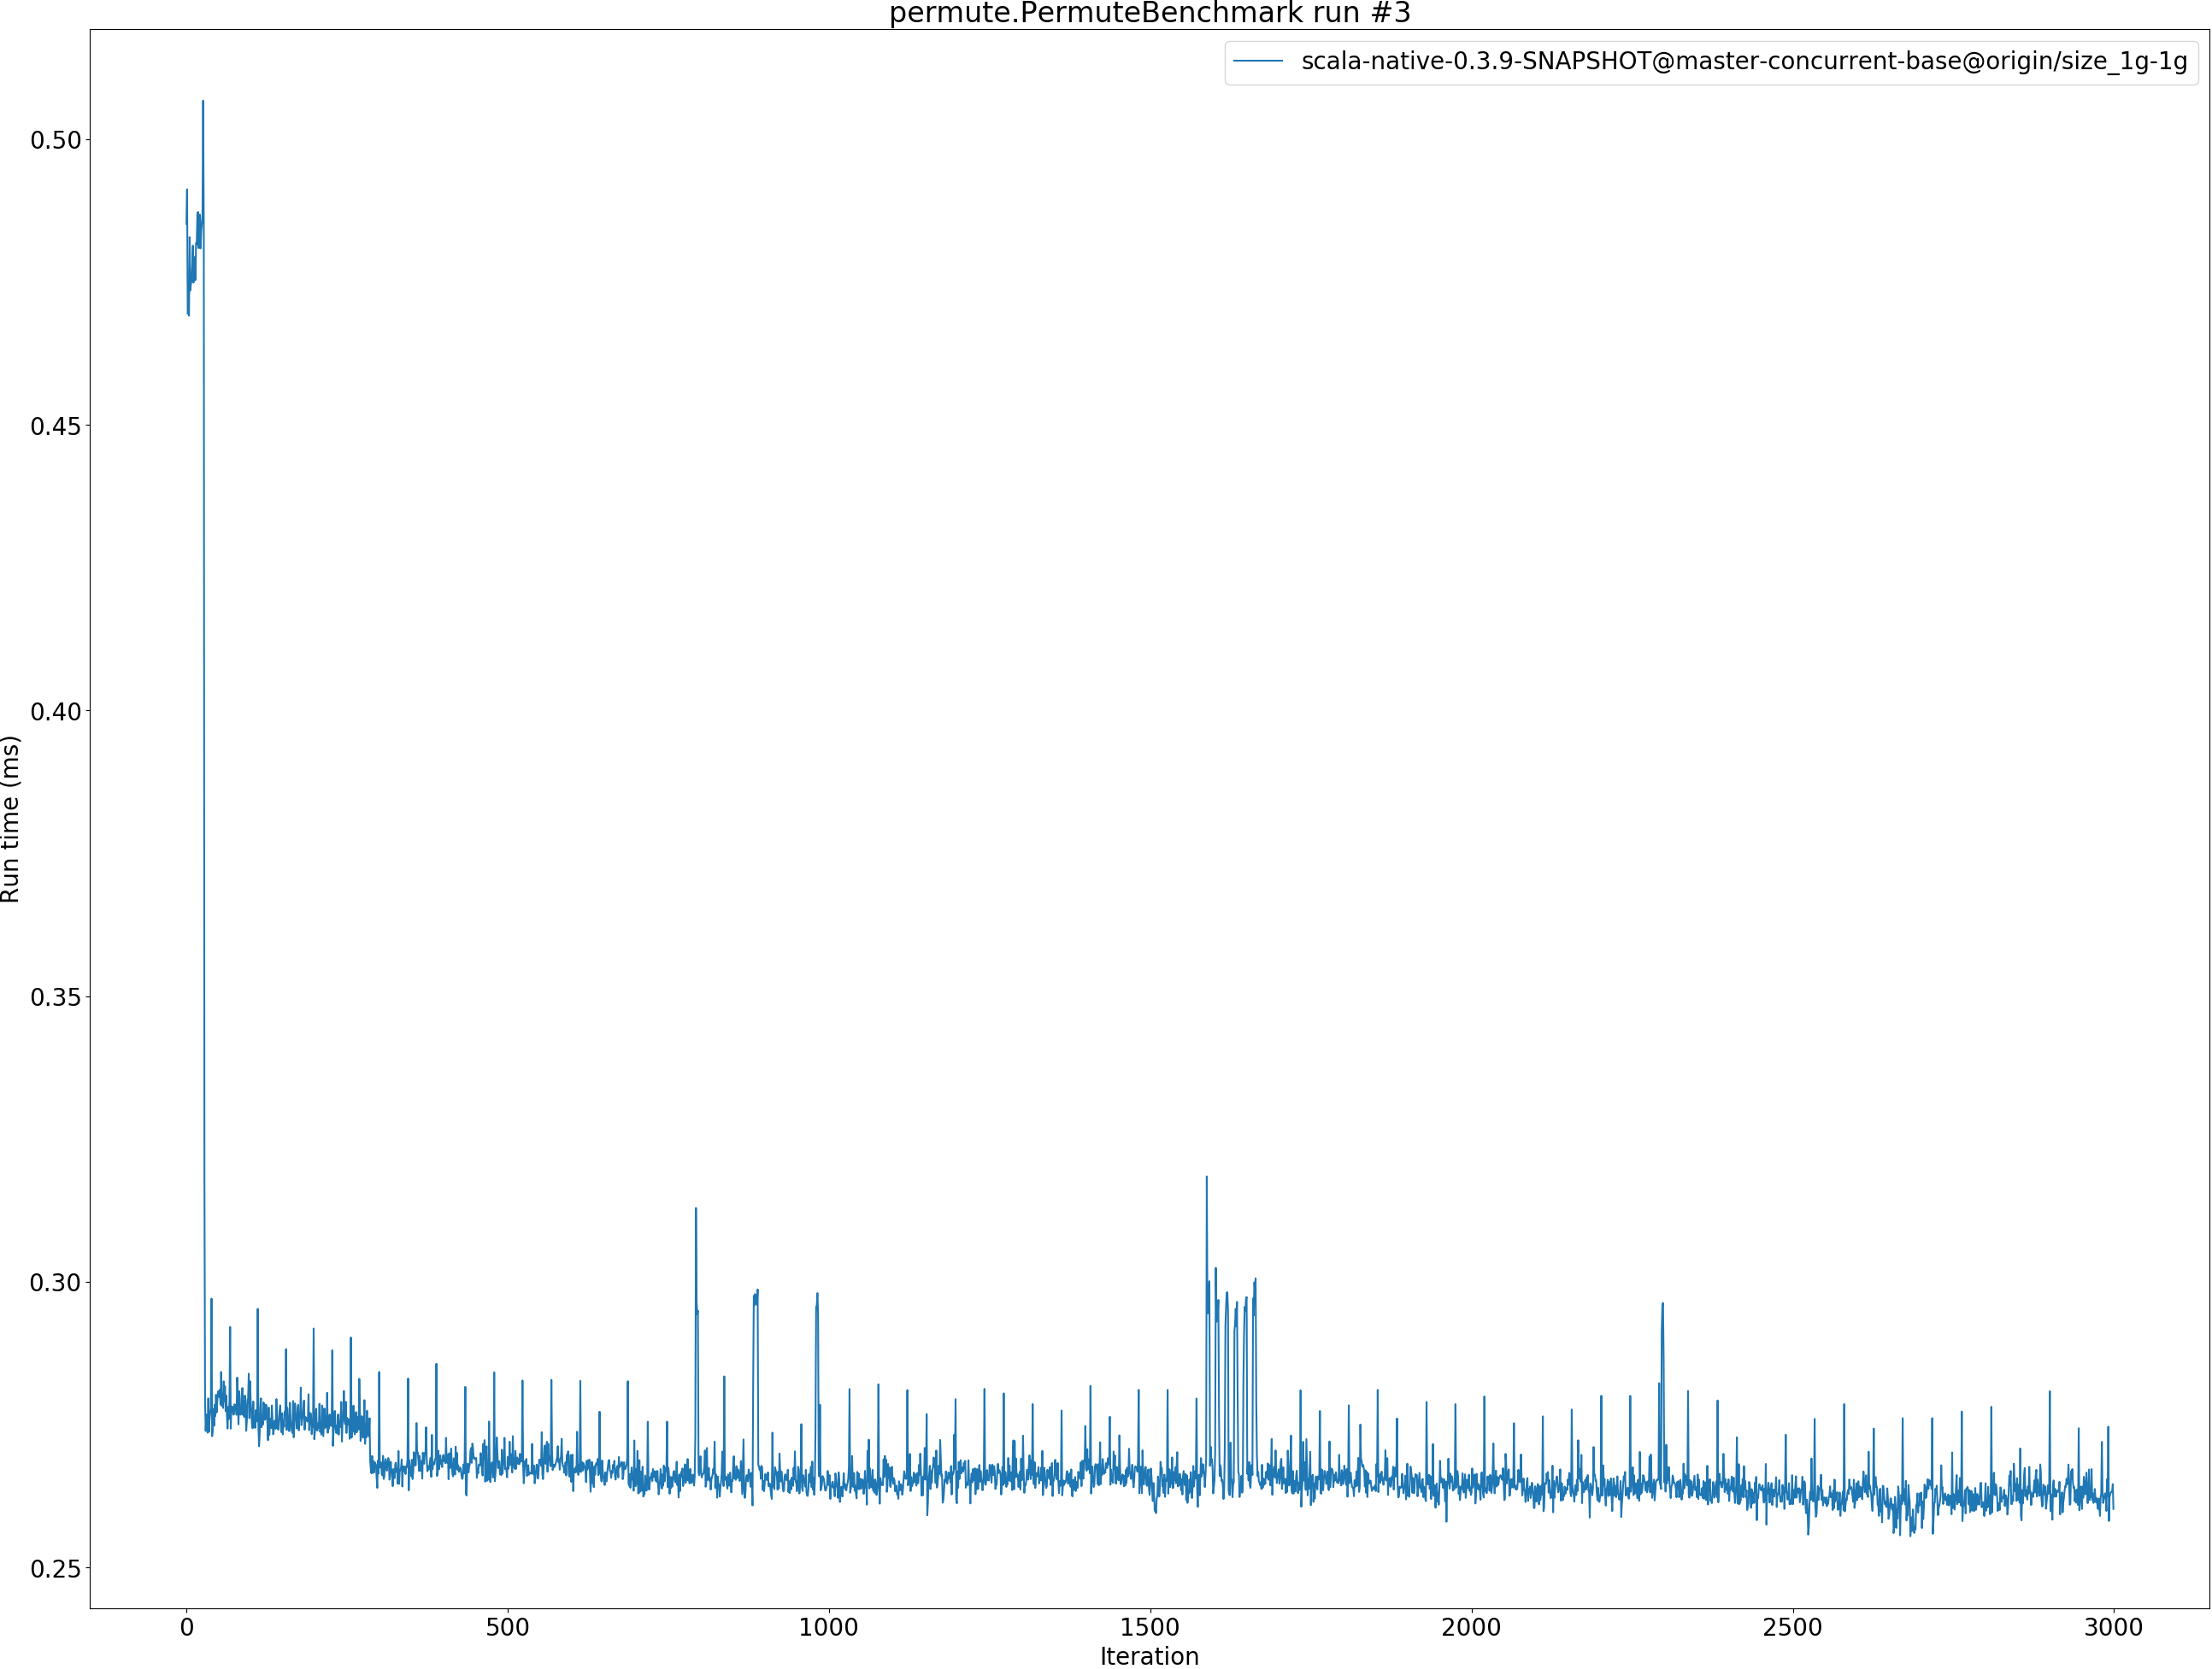 permute.PermuteBenchmark run #3
scala-native-0.3.9-SNAPSHOT@master-concurrent-base@origin/size_1g-1g
Run time (ms)
0.50
0.45
0.40
0.35
0.30
0.25
0 500 1000 1500 2000 2500 3000
Iteration